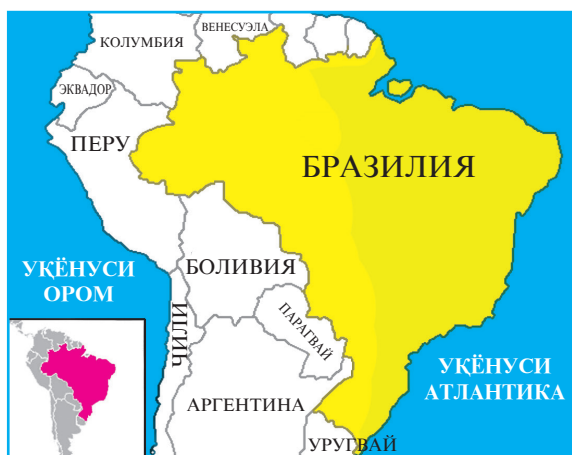 КОЛУМБИЯ
ВЕНЕСУЭЛА
ЭКВАДОР
ПЕРУ
БРАЗИЛИЯ
БОЛИВИЯ
УҚЁНУСИ
ОРОМ
ЧИЛИ
ПАРАГВАЙ
УҚЁНУСИ
АТЛАНТИКА
АРГЕНТИНА
УРУГВАЙ